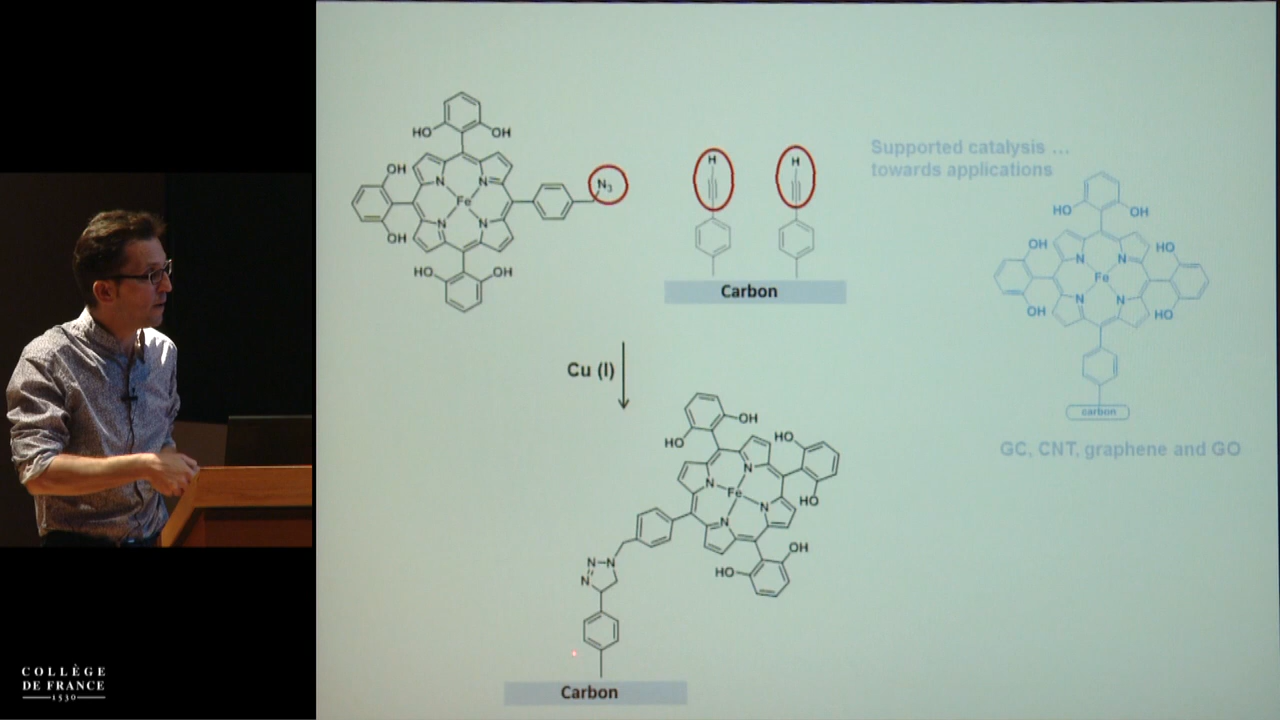 HO
OH
OH
N
N
N₃
Fe
N
N
OH
HO
OH
H
H
Carbon
Supported catalysis ...
towards applications
HO
OH
OH
HO
N
N
Fe
N
N
OH
HO
carbon
GC, CNT, graphene and GO
Cu (I)
OH
HO
HO
N
N
Fe
N
N
HO
OH
HO
N
N
N
Carbon
COLLÈGE
DE FRANCE
1530